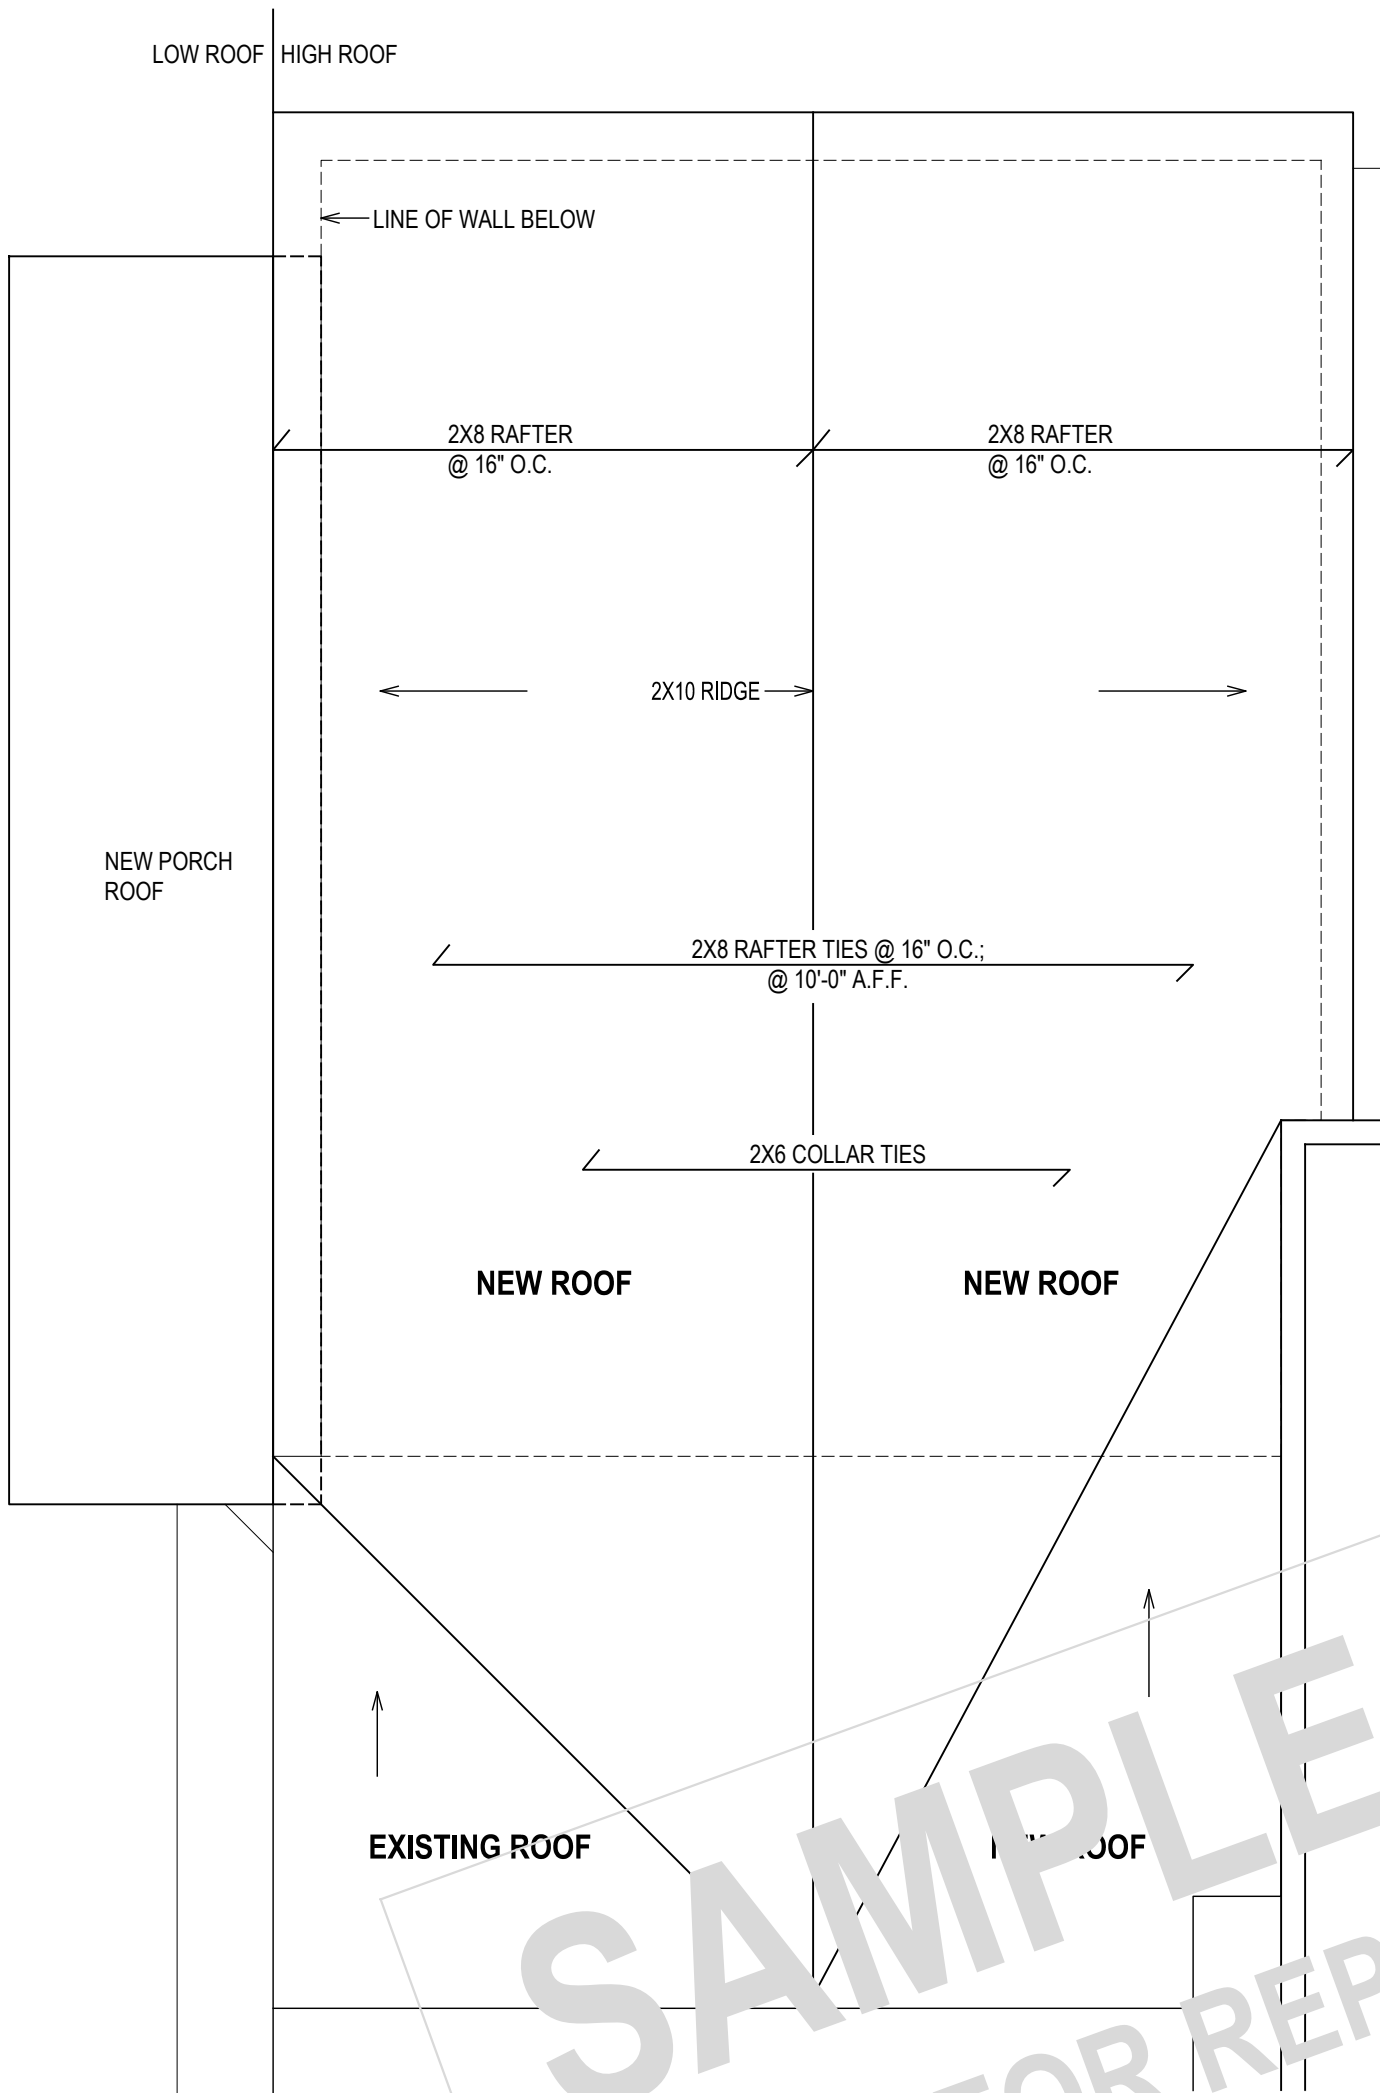 LOW ROOF
HIGH ROOF
LINE OF WALL BELOW
2X8 RAFTER
@ 16" O.C.
2X8 RAFTER
@ 16" O.C.
2X10 RIDGE
NEW PORCH
ROOF
2X8 RAFTER TIES @ 16" O.C.;
@ 10'-0" A.F.F.
2X6 COLLAR TIES
NEW ROOF
NEW ROOF
EXISTING ROOF
ROOF
SAMPLE